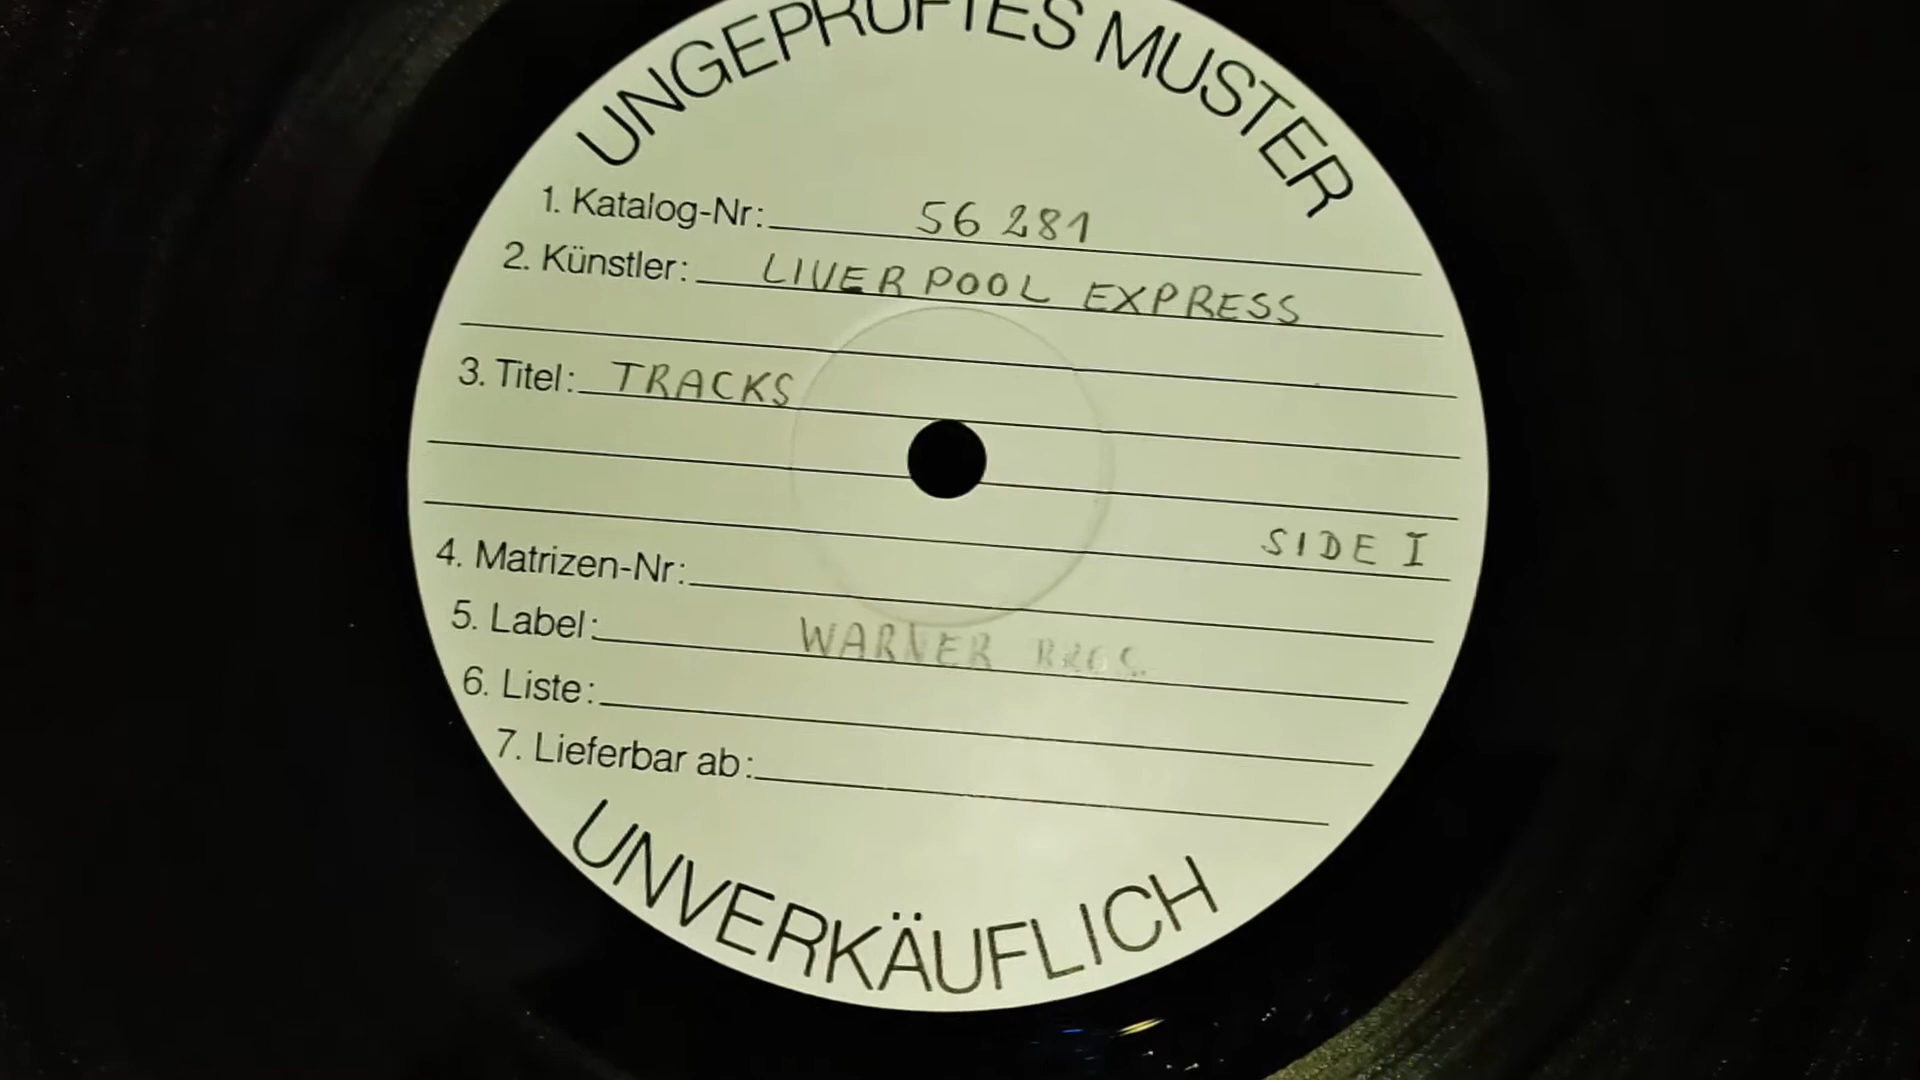 UNGEPRÜFTES MUSTER
1. Katalog-Nr: 56 281
2. Künstler: LIVERPOOL EXPRESS
3. Titel: TRACKS
SIDE I
4. Matrizen-Nr:
5. Label: WARNER BROS.
6. Liste:
7. Lieferbar ab:
UNVERKÄUFLICH